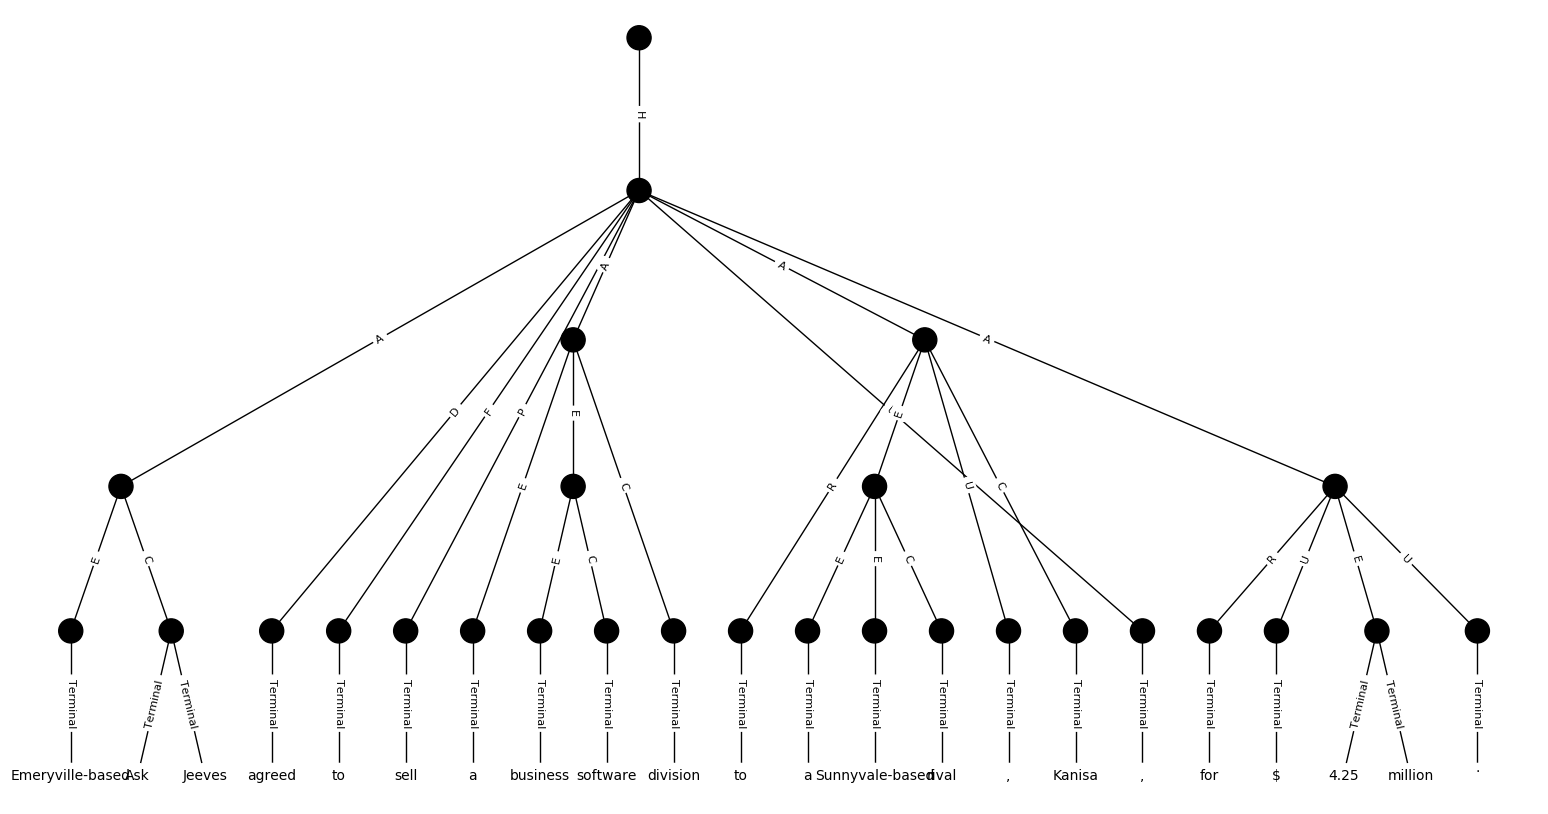 H
A
A
A
A
D
F
P
E
E
E
R
U
C
C
E
C
E
C
E
E
C
R
U
E
U
Terminal Terminal Terminal Terminal Terminal Terminal Terminal Terminal Terminal Terminal Terminal Terminal Terminal Terminal Terminal Terminal Terminal Terminal Terminal Terminal Terminal Terminal
Emeryville-based Ask Jeeves agreed to sell a business software division to a Sunnyvale-based rival , Kanisa , for $ 4.25 million .